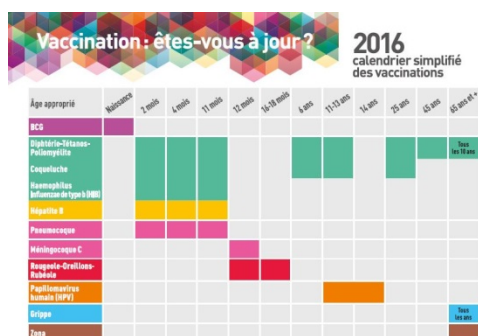 Vaccination : êtes-vous à jour ?
2016
calendrier simplifié
des vaccinations
Âge approprié
Naissance
2 mois
4 mois
11 mois
12 mois
16-18 mois
6 ans
11-13 ans
14 ans
25 ans
45 ans
65 ans et +
BCG
Diphtérie-Tétanos-
Poliomyélite
Tous
les 10 ans
Coqueluche
Haemophilus
Influenzae de type b (HIB)
Hépatite B
Pneumocoque
Méningocoque C
Rougeole-Oreillons-
Rubéole
Papillomavirus
humain (HPV)
Grippe
Tous
les ans
Zona